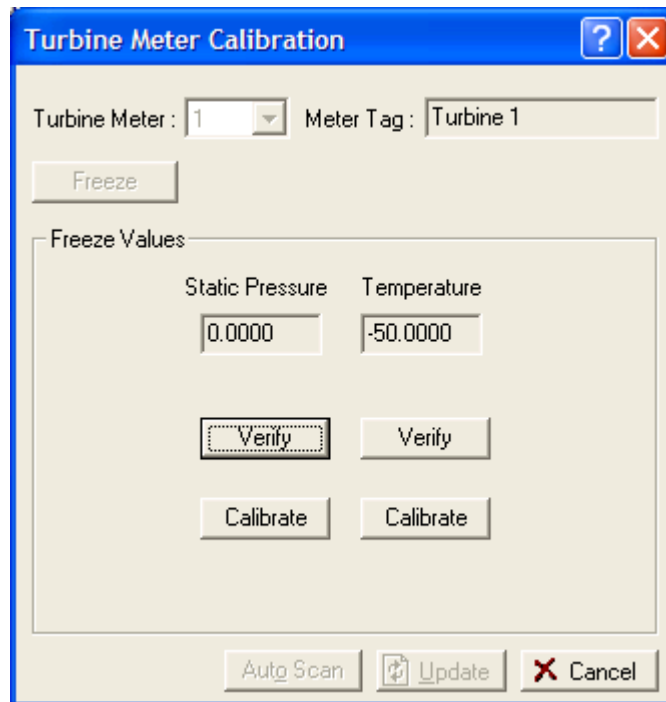 Turbine Meter Calibration
Turbine Meter : 1 Meter Tag : Turbine 1
Freeze
Freeze Values
Static Pressure Temperature
0.0000 -50.0000
Verify Verify
Calibrate Calibrate
Auto Scan Update Cancel